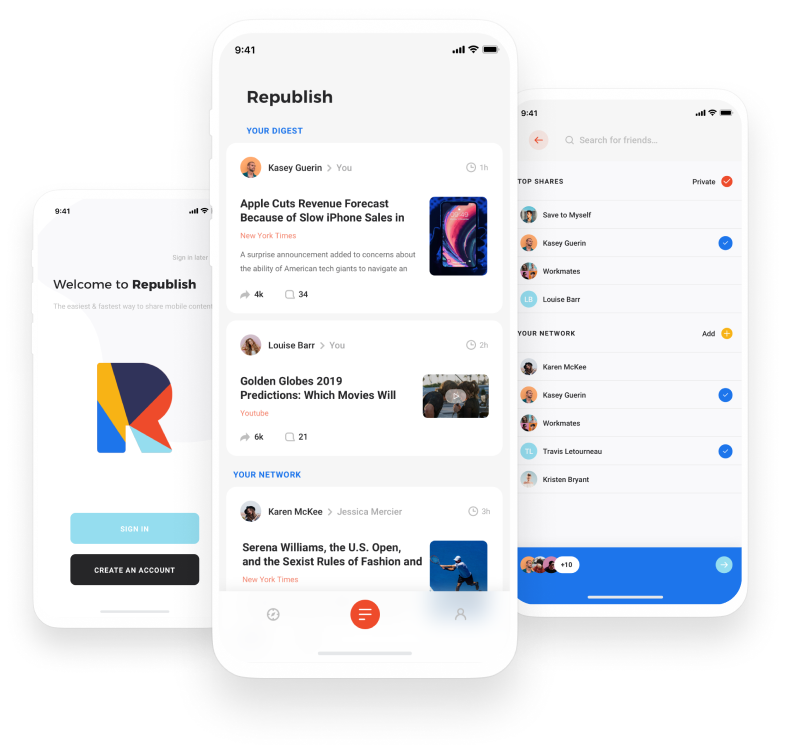 9:41
Sign in later
Welcome to Republish
The easiest & fastest way to share mobile content
R
SIGN IN
CREATE AN ACCOUNT
9:41
Republish
YOUR DIGEST
Kasey Guerin > You
1h
Apple Cuts Revenue Forecast
Because of Slow iPhone Sales in
New York Times
A surprise announcement added to concerns about
the ability of American tech giants to navigate an
4k
34
Louise Barr > You
2h
Golden Globes 2019
Predictions: Which Movies Will
Youtube
6k
21
YOUR NETWORK
Karen McKee > Jessica Mercier
3h
Serena Williams, the U.S. Open,
and the Sexist Rules of Fashion and
New York Times
9:41
Search for friends...
TOP SHARES
Private
Save to Myself
Kasey Guerin
Workmates
LB
Louise Barr
YOUR NETWORK
Add
Karen McKee
Kasey Guerin
Workmates
TL
Travis Letourneau
Kristen Bryant
+10